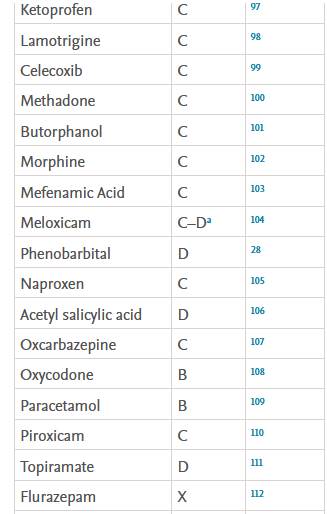 Ketoprofen C 97
Lamotrigine C 98
Celecoxib C 99
Methadone C 100
Butorphanol C 101
Morphine C 102
Mefenamic Acid C 103
Meloxicam C–Dᵃ 104
Phenobarbital D 28
Naproxen C 105
Acetyl salicylic acid D 106
Oxcarbazepine C 107
Oxycodone B 108
Paracetamol B 109
Piroxicam C 110
Topiramate D 111
Flurazepam X 112